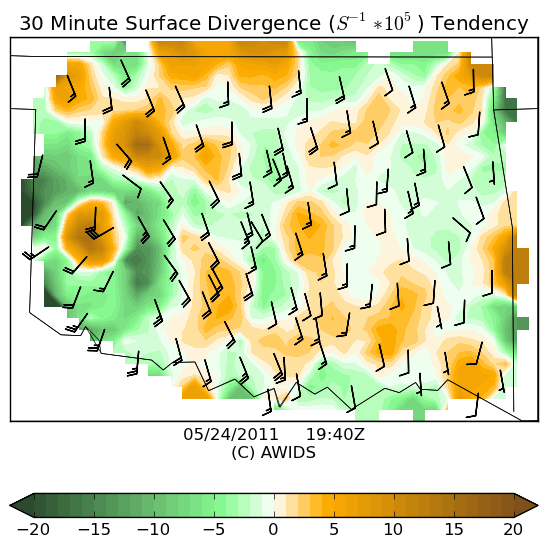 30 Minute Surface Divergence (S⁻¹ *10⁵ ) Tendency
05/24/2011 19:40Z
(C) AWIDS
−20 −15 −10 −5 0 5 10 15 20